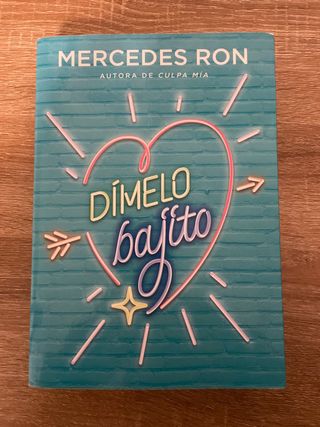 MERCEDES RON
AUTORA DE CULPA MÍA
DÍMELO
bajito